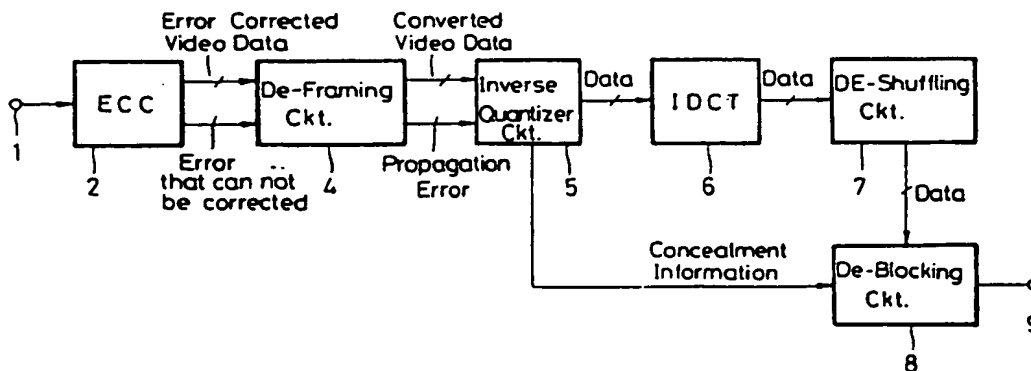 Error Corrected
Video Data
Converted
Video Data
ECC
De-Framing
Ckt.
Inverse
Quantizer
Ckt.
Data
IDCT
Data
DE-Shuffling
Ckt.
1
2
Error
that can not
be corrected
4
Propagation
Error
5
6
7
Data
Concealment
Information
De-Blocking
Ckt.
8
9